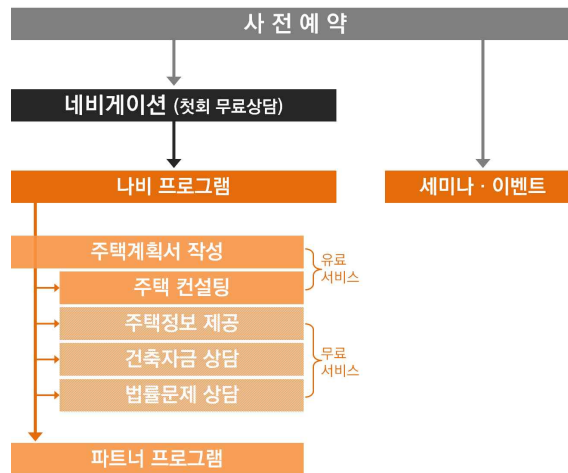 사전예약
네비게이션 (첫회 무료상담)
나비 프로그램
세미나 · 이벤트
주택계획서 작성
주택 컨설팅
유료
서비스
주택정보 제공
건축자금 상담
법률문제 상담
무료
서비스
파트너 프로그램